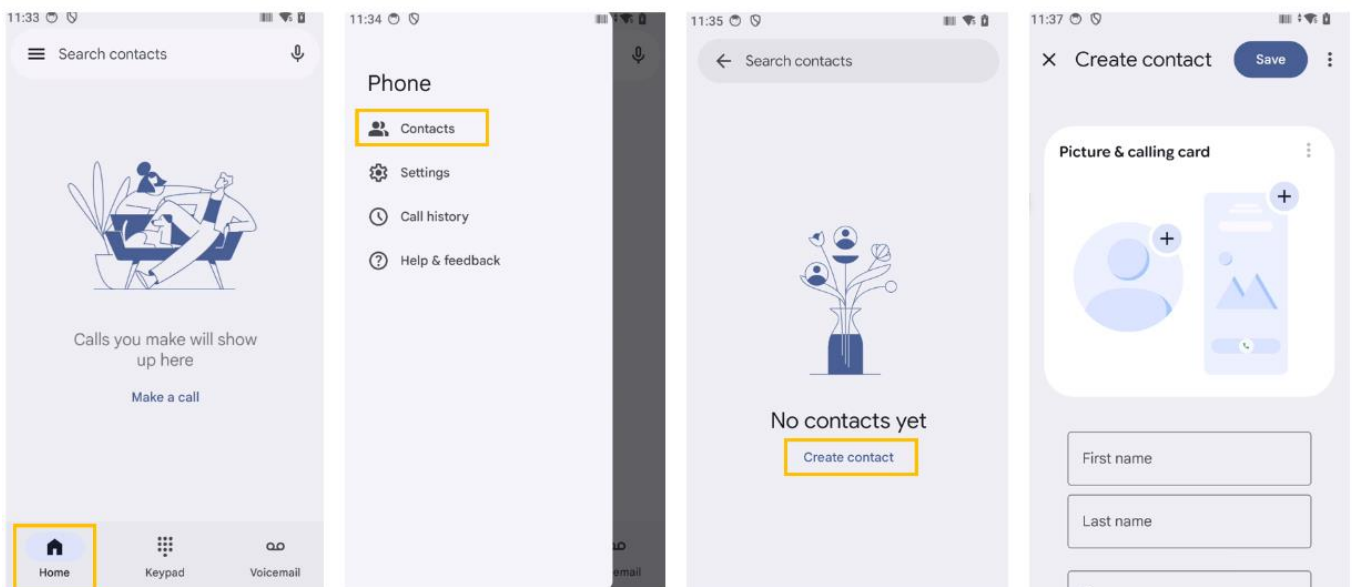 11:33
Search contacts
Calls you make will show
up here
Make a call
Home
Keypad
Voicemail
11:34
Phone
Contacts
Settings
Call history
Help & feedback
email
11:35
Search contacts
No contacts yet
Create contact
11:37
Create contact
Save
Picture & calling card
First name
Last name